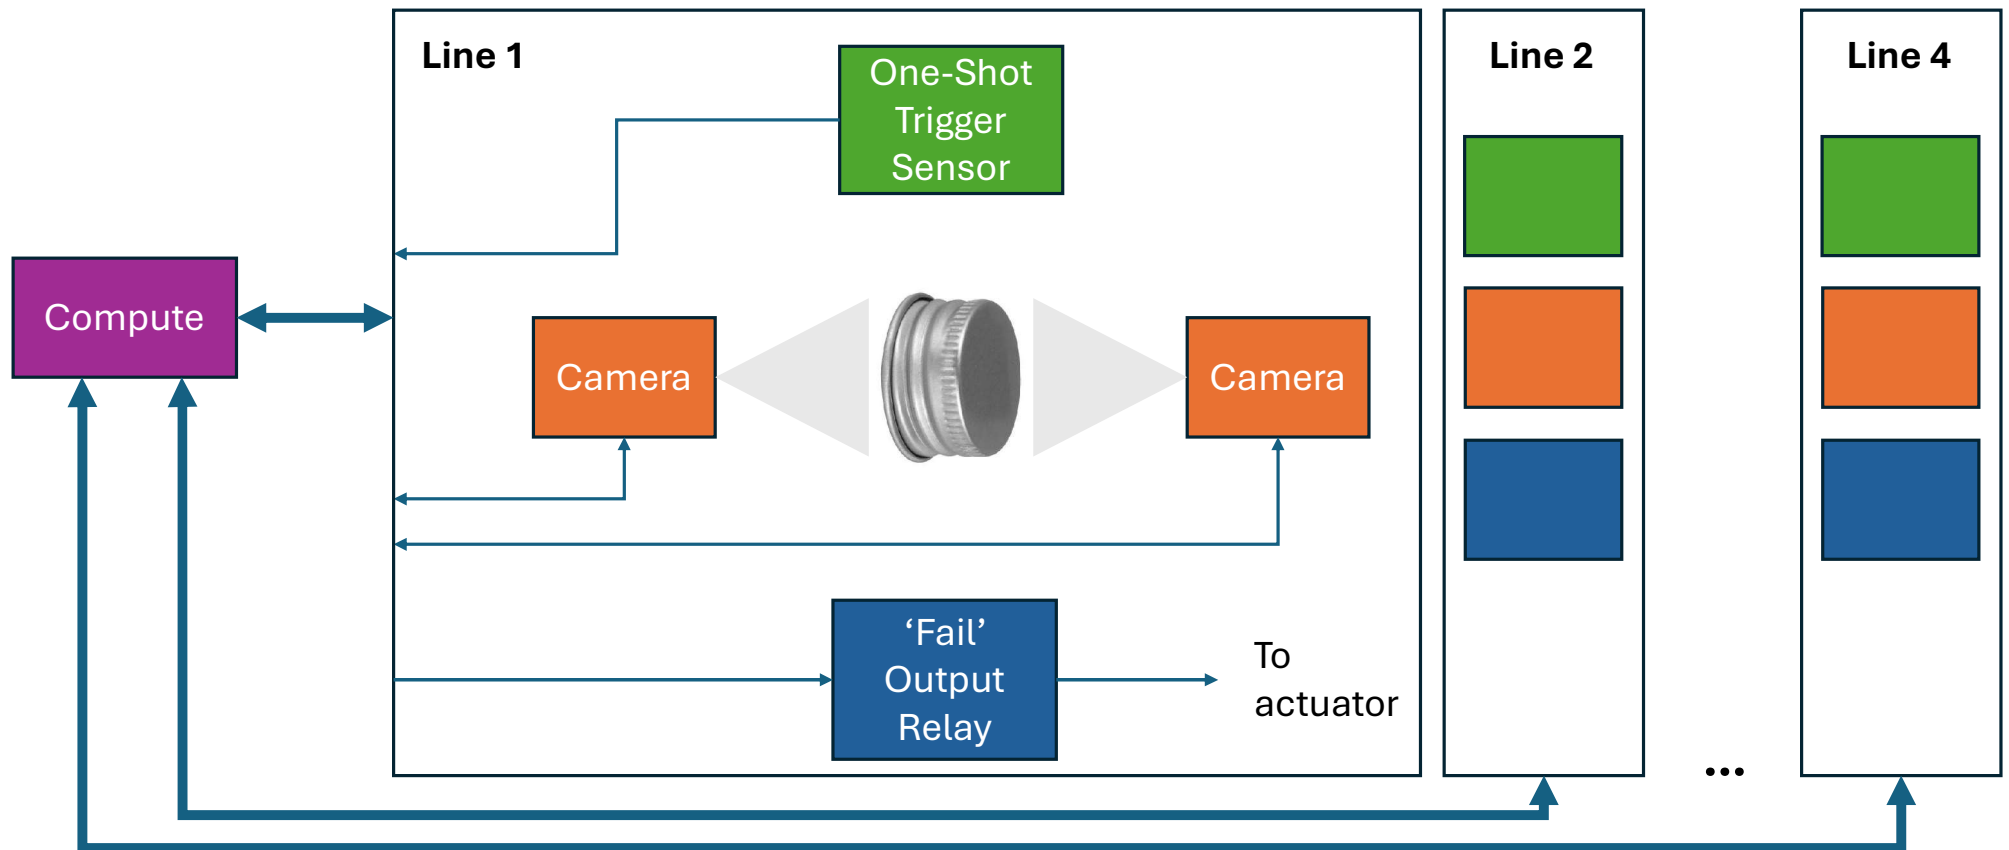 Line 1
One-Shot
Trigger
Sensor
Line 2
Line 4
Compute
Camera
Camera
‘Fail’
Output
Relay
To
actuator
...